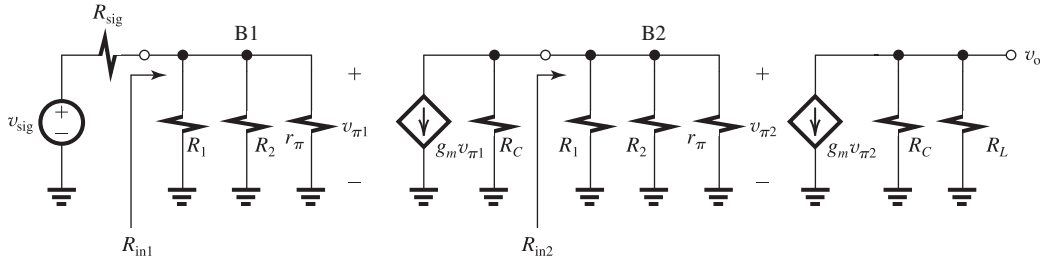 R_sig
B1
B2
+
+
v_o
v_sig
+
−
R_1
R_2
r_π
v_π1
g_m v_π1
R_C
R_1
R_2
r_π
v_π2
g_m v_π2
R_C
R_L
−
−
R_in1
R_in2